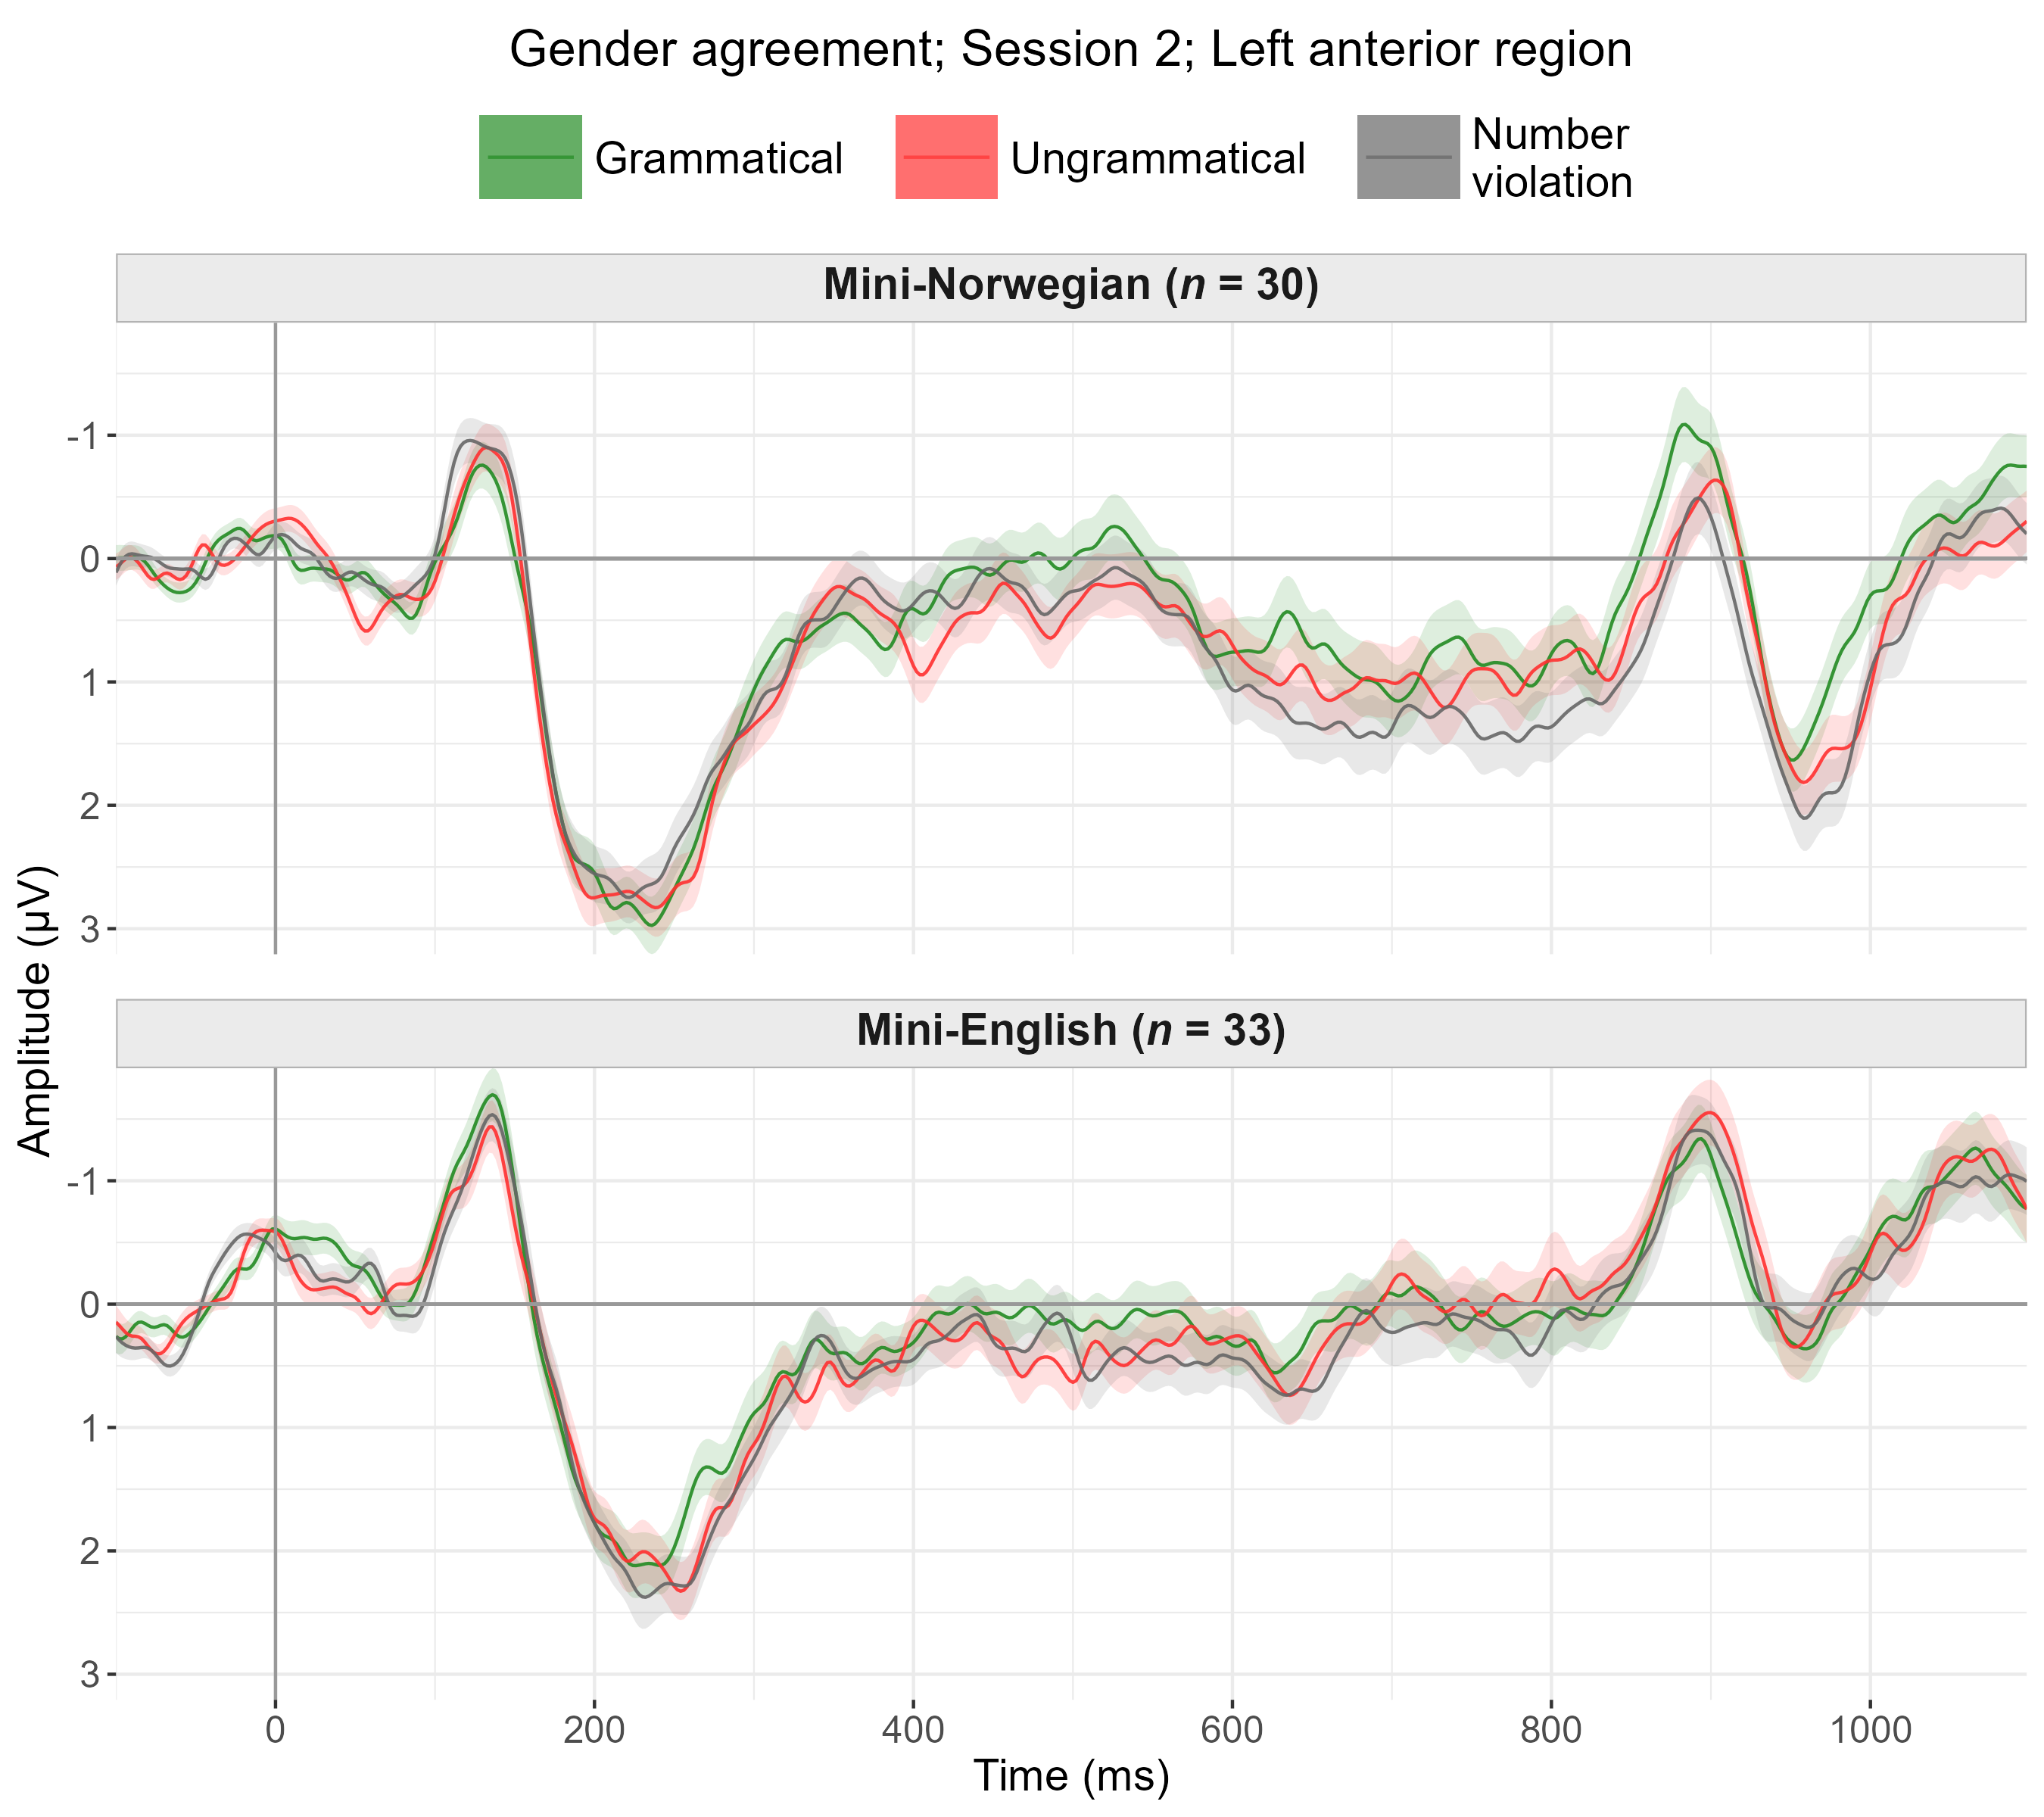 Gender agreement; Session 2; Left anterior region
Grammatical
Ungrammatical
Number
violation
Mini-Norwegian (n = 30)
-1
0
1
2
3
Amplitude (µV)
Mini-English (n = 33)
-1
0
1
2
3
0 200 400 600 800 1000
Time (ms)